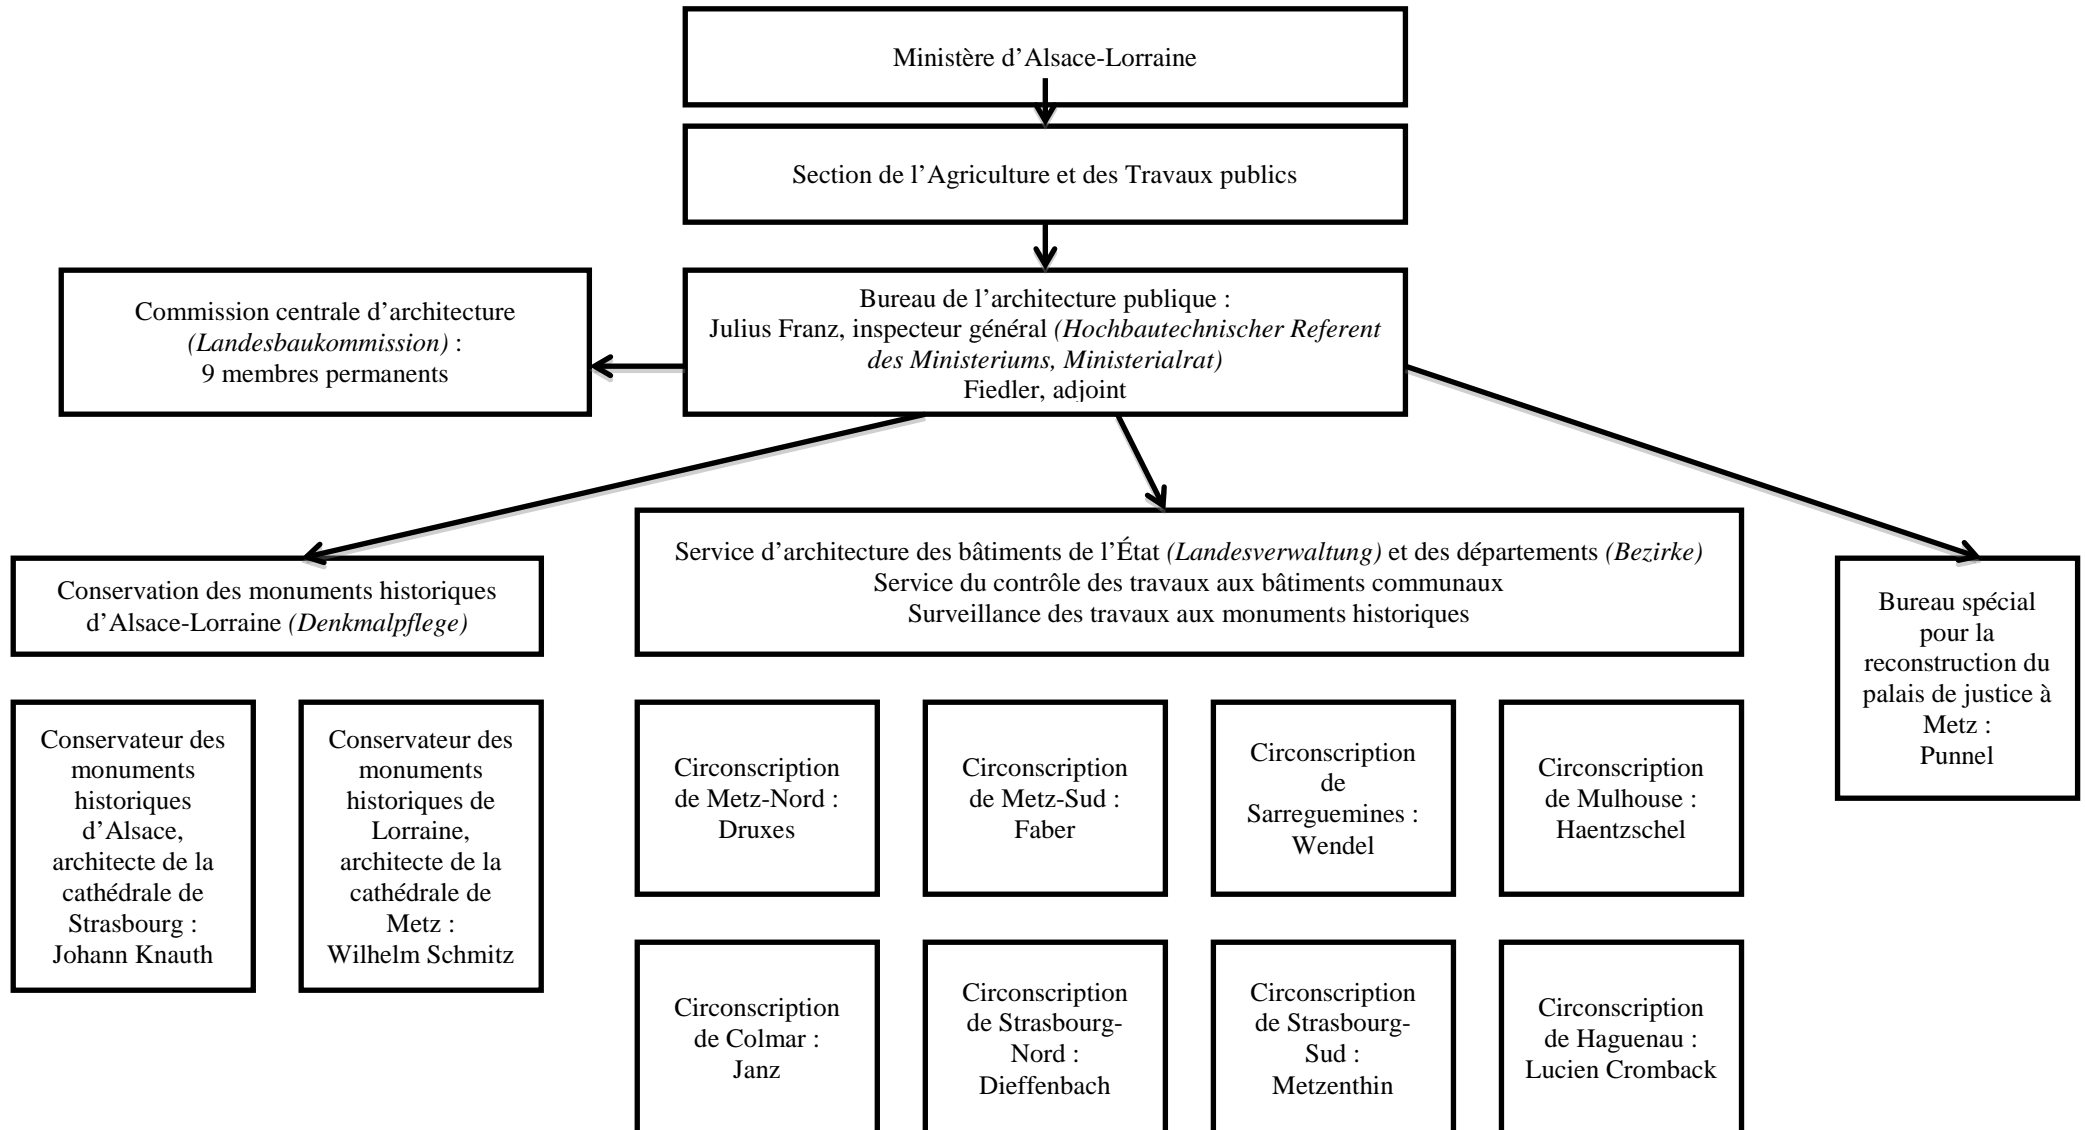 Ministère d’Alsace-Lorraine
Section de l’Agriculture et des Travaux publics
Commission centrale d’architecture
(Landesbaukommission) :
9 membres permanents
Bureau de l’architecture publique :
Julius Franz, inspecteur général (Hochbautechnischer Referent
des Ministeriums, Ministerialrat)
Fiedler, adjoint
Conservation des monuments historiques
d’Alsace-Lorraine (Denkmalpflege)
Service d’architecture des bâtiments de l’État (Landesverwaltung) et des départements (Bezirke)
Service du contrôle des travaux aux bâtiments communaux
Surveillance des travaux aux monuments historiques
Bureau spécial
pour la
reconstruction du
palais de justice à
Metz :
Punnel
Conservateur des
monuments
historiques
d’Alsace,
architecte de la
cathédrale de
Strasbourg :
Johann Knauth
Conservateur des
monuments
historiques de
Lorraine,
architecte de la
cathédrale de
Metz :
Wilhelm Schmitz
Circonscription
de Metz-Nord :
Druxes
Circonscription
de Metz-Sud :
Faber
Circonscription
de
Sarreguemines :
Wendel
Circonscription
de Mulhouse :
Haentzschel
Circonscription
de Colmar :
Janz
Circonscription
de Strasbourg-
Nord :
Dieffenbach
Circonscription
de Strasbourg-
Sud :
Metzenthin
Circonscription
de Haguenau :
Lucien Cromback